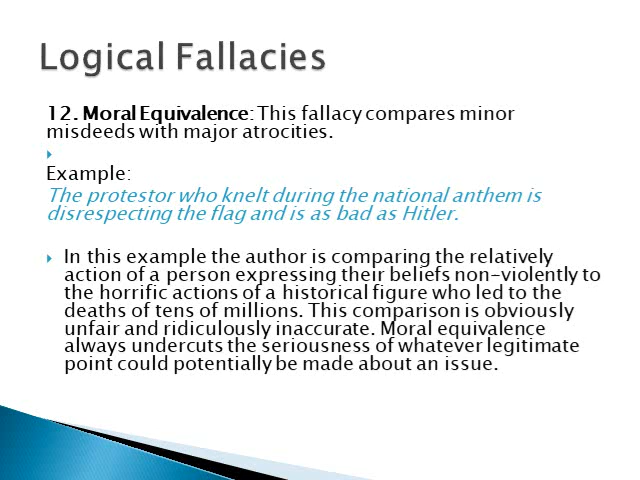 Logical Fallacies
12. Moral Equivalence: This fallacy compares minor
misdeeds with major atrocities.
Example:
The protestor who knelt during the national anthem is
disrespecting the flag and is as bad as Hitler.
In this example the author is comparing the relatively
action of a person expressing their beliefs non-violently to
the horrific actions of a historical figure who led to the
deaths of tens of millions. This comparison is obviously
unfair and ridiculously inaccurate. Moral equivalence
always undercuts the seriousness of whatever legitimate
point could potentially be made about an issue.